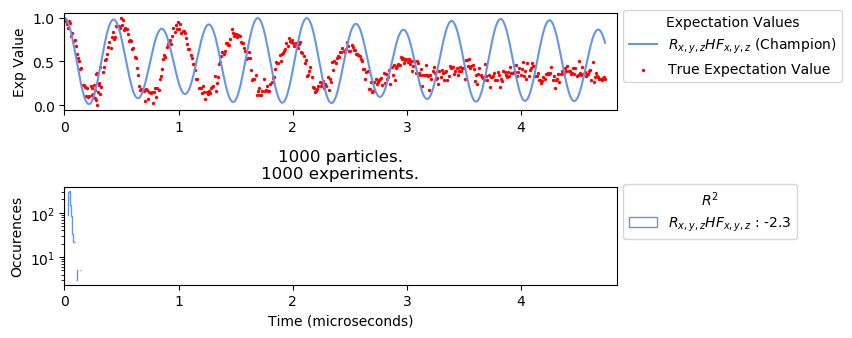 Expectation Values
R_{x,y,z}HF_{x,y,z} (Champion)
True Expectation Value
Exp Value
1.0
0.5
0.0
0 1 2 3 4
1000 particles.
1000 experiments.
R^2
R_{x,y,z}HF_{x,y,z} : -2.3
Occurences
10^2
10^1
0 1 2 3 4
Time (microseconds)